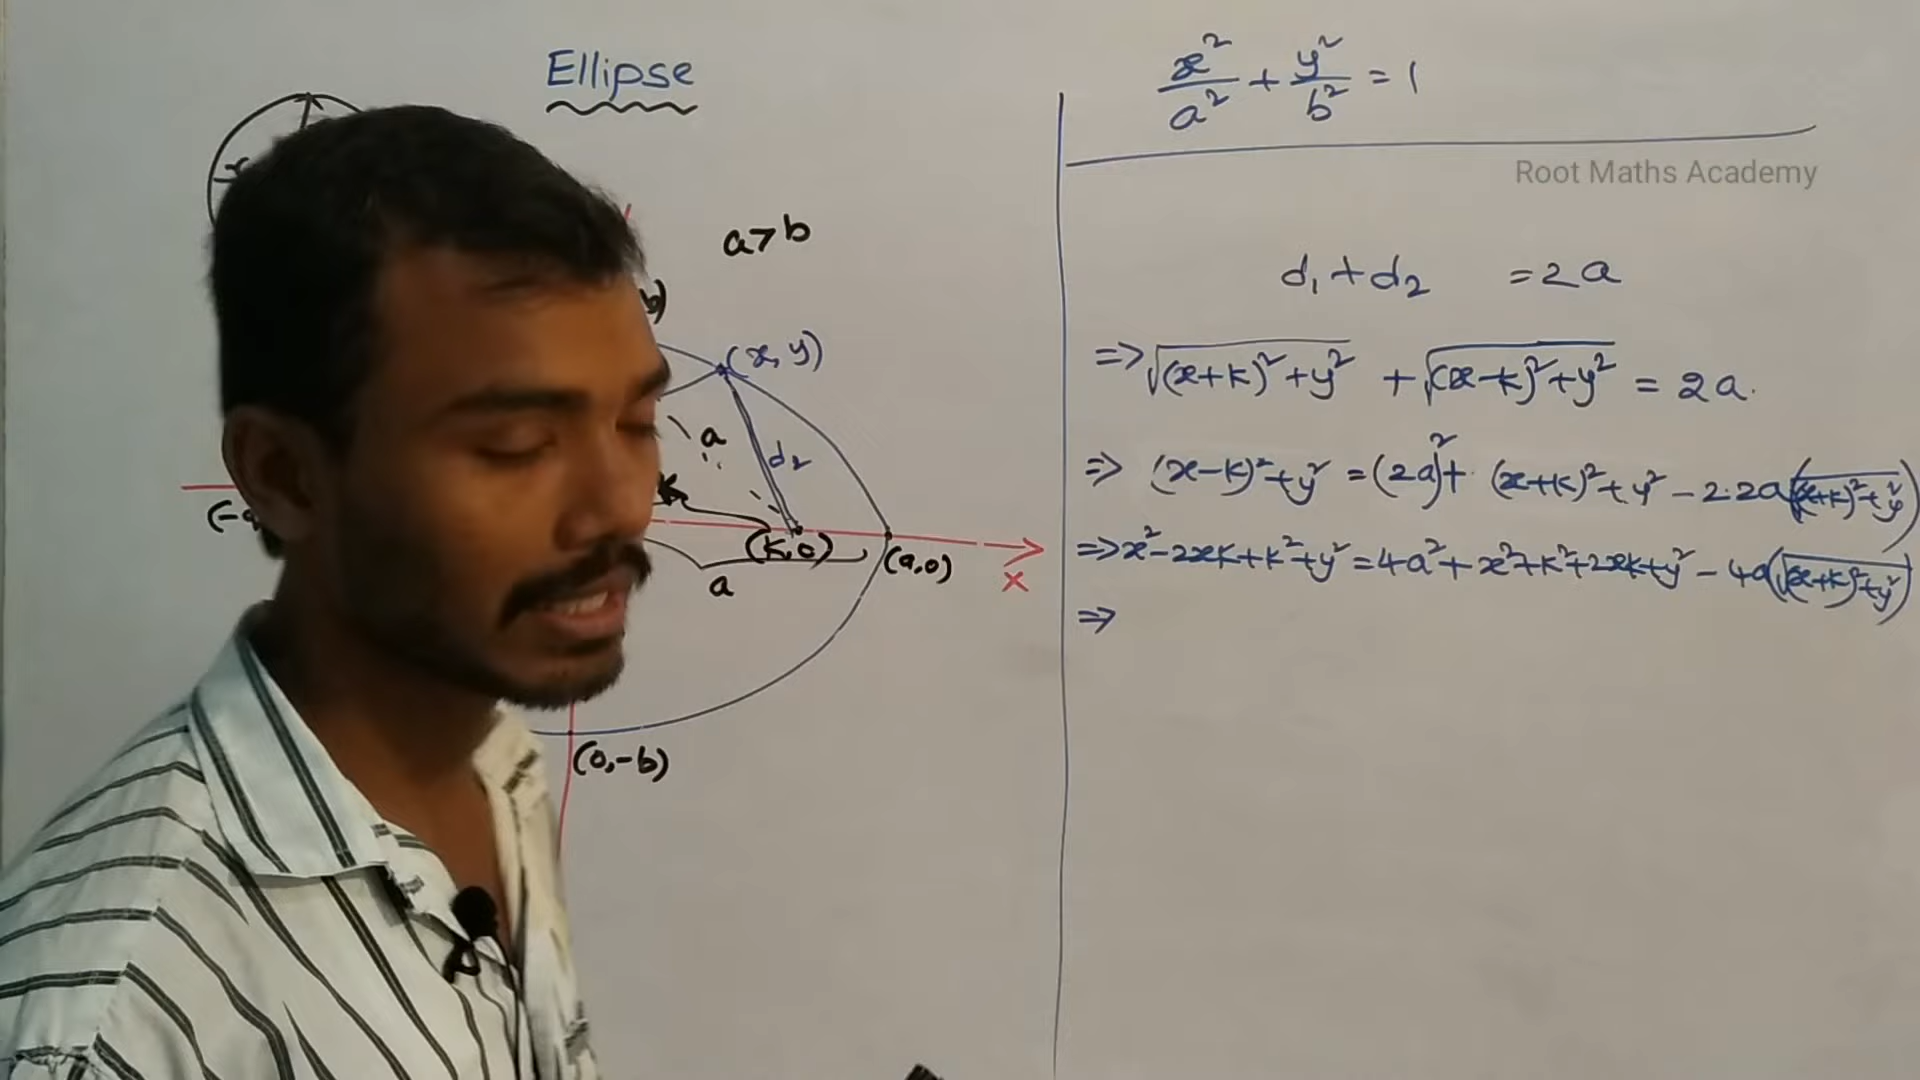 Ellipse
r
a>b
b)
(x, y)
a
d₂
k
(-a
(k,0)
(a,0)
a
x
(0,-b)
x²/a² + y²/b² = 1
Root Maths Academy
d₁+d₂ = 2a
⇒ √(x+k)²+y² + √(x-k)²+y² = 2a.
⇒ (x-k)²+y² = (2a)²+ (x+k)²+y² - 2.2a(√(x+k)²+y²)
⇒ x²-2xk+k²+y² = 4a²+x²+k²+2xk+y² - 4a(√(x+k)²+y²)
⇒